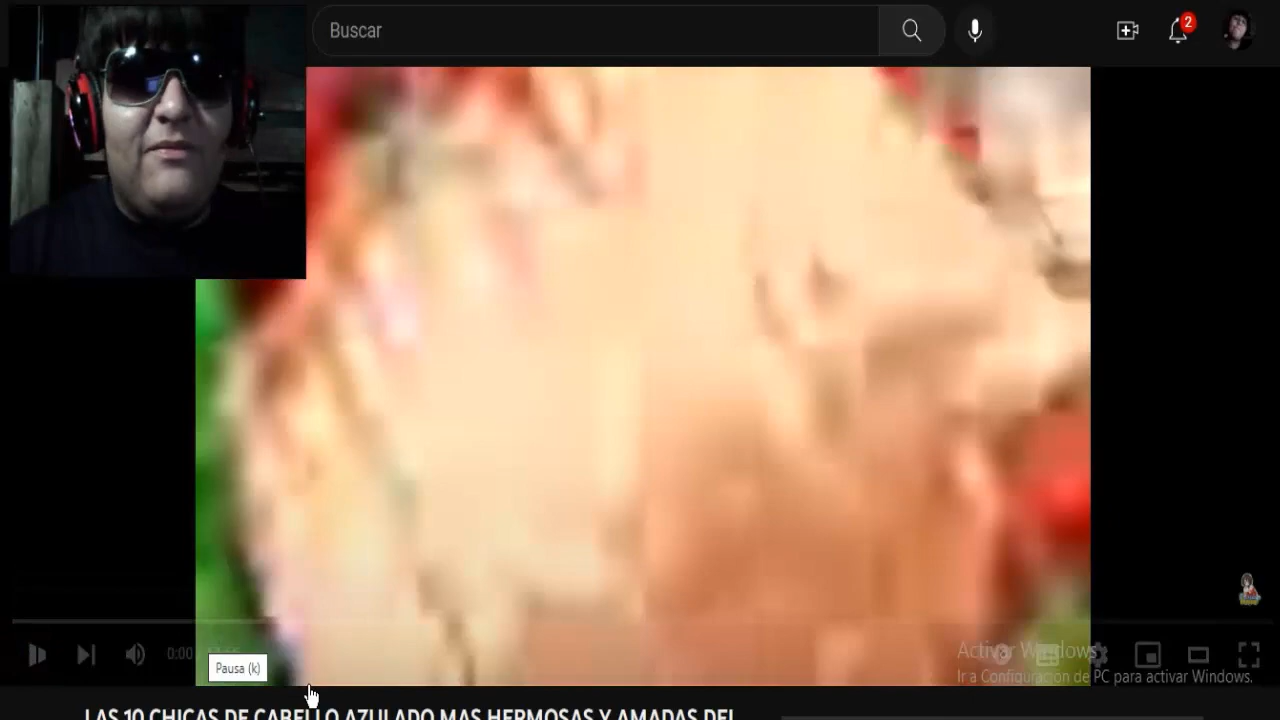 Buscar
2
0:00
Pausa (k)
Activar Windows
Ir a Configuración de PC para activar Windows.
LAS 10 CHICAS DE CABELLO AZULADO MAS HERMOSAS Y AMADAS DEL